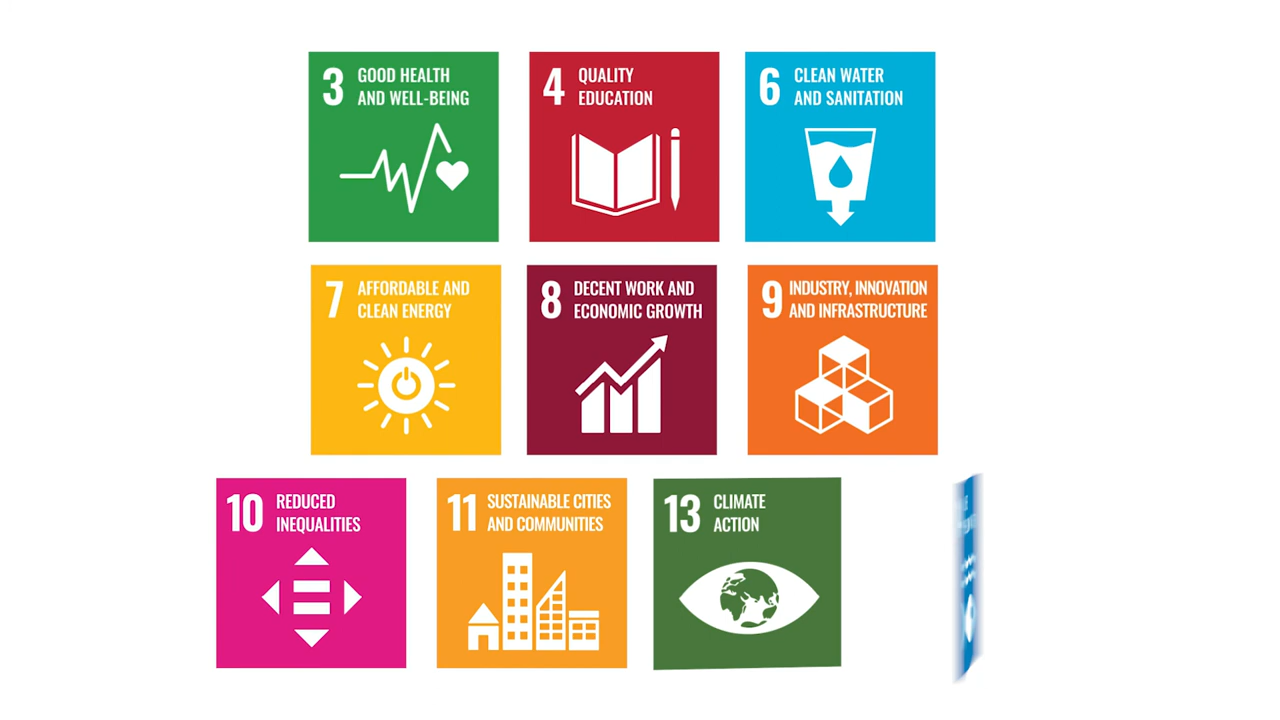 3 GOOD HEALTH
AND WELL-BEING
4 QUALITY
EDUCATION
6 CLEAN WATER
AND SANITATION
7 AFFORDABLE AND
CLEAN ENERGY
8 DECENT WORK AND
ECONOMIC GROWTH
9 INDUSTRY, INNOVATION
AND INFRASTRUCTURE
10 REDUCED
INEQUALITIES
11 SUSTAINABLE CITIES
AND COMMUNITIES
13 CLIMATE
ACTION